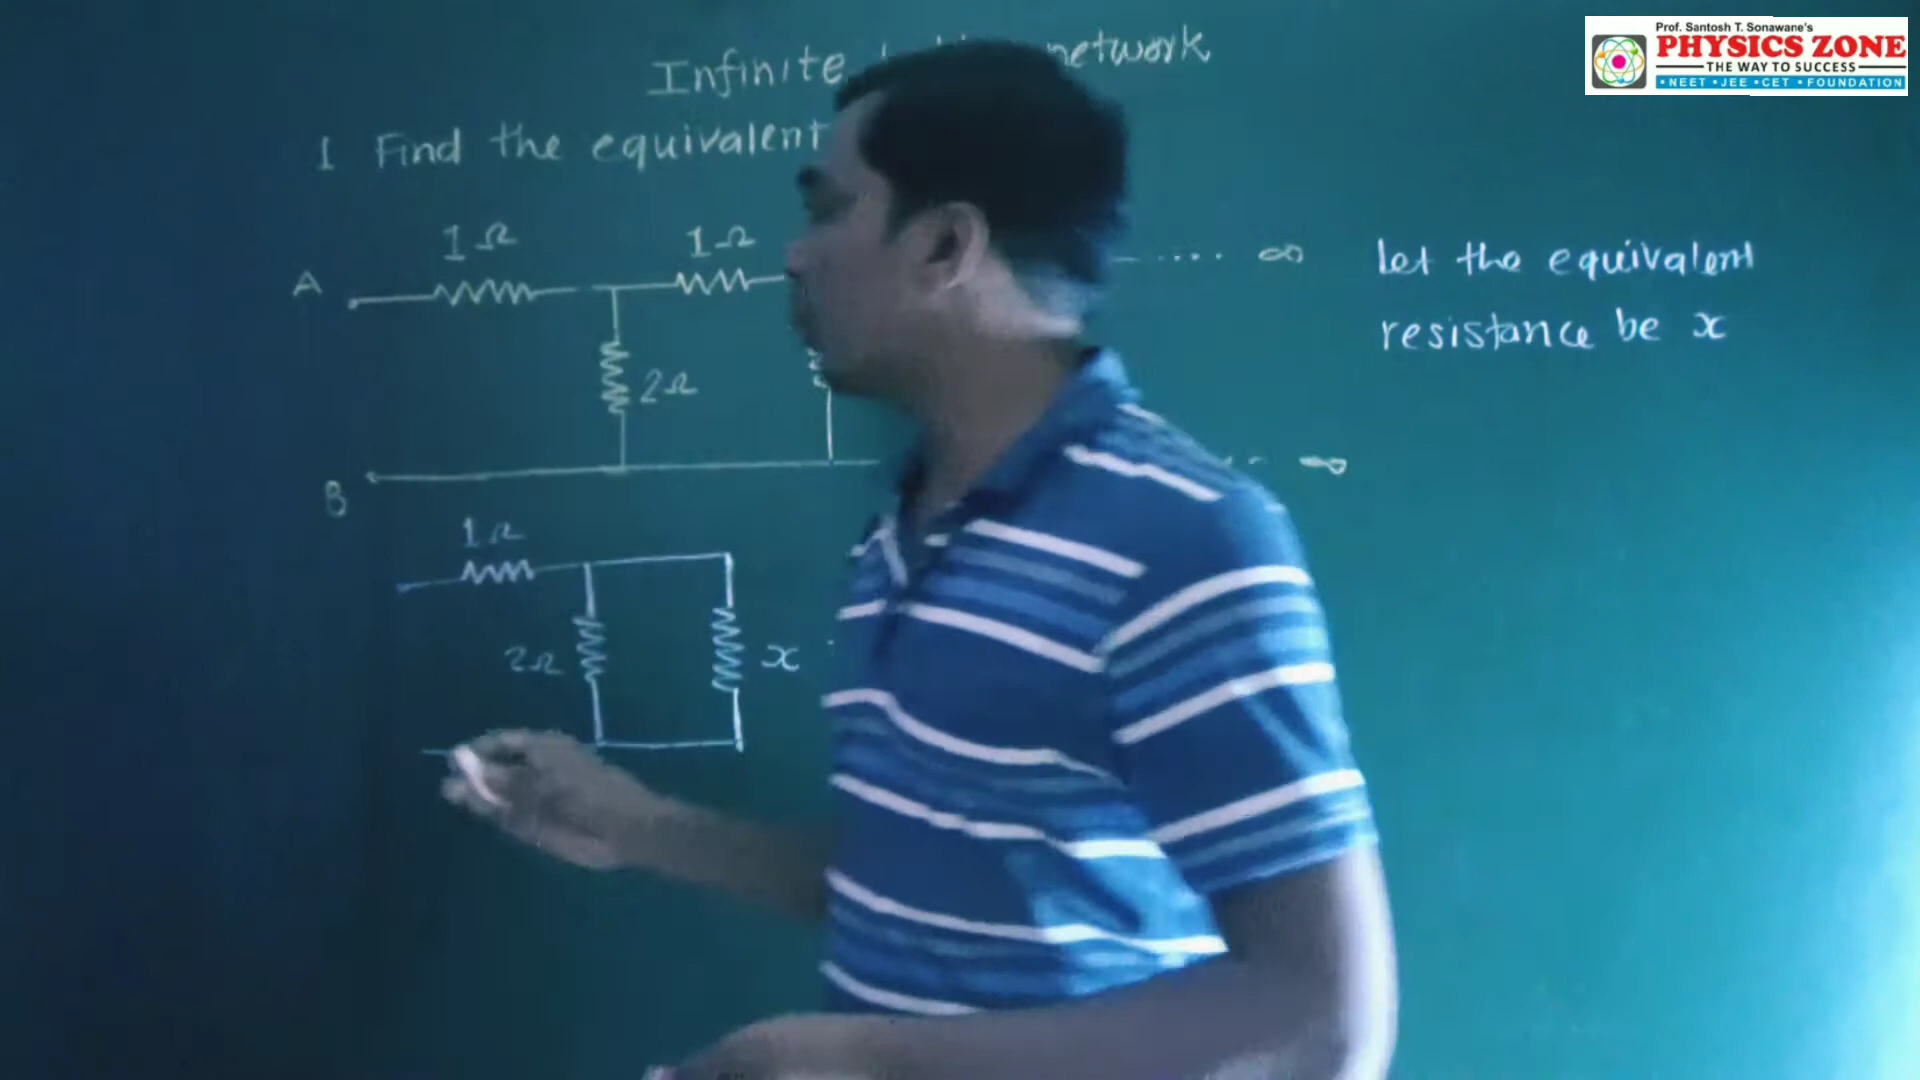 Prof. Santosh T. Sonawane's
PHYSICS ZONE
THE WAY TO SUCCESS
• NEET • JEE • CET • FOUNDATION
Infinite network
1 Find the equivalent
1Ω 1Ω
A ..... ∞
2Ω
B ∞
Let the equivalent
resistance be x
1Ω
2Ω x